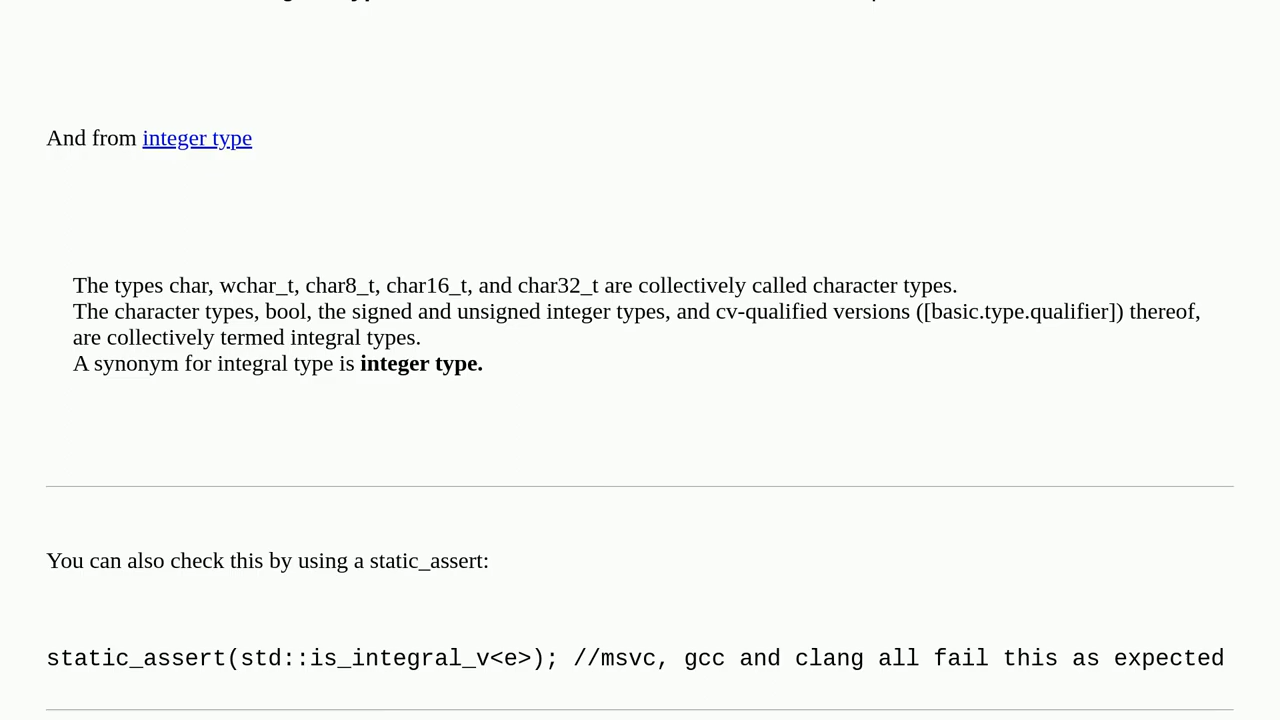 And from integer type
The types char, wchar_t, char8_t, char16_t, and char32_t are collectively called character types.
The character types, bool, the signed and unsigned integer types, and cv-qualified versions ([basic.type.qualifier]) thereof,
are collectively termed integral types.
A synonym for integral type is integer type.
You can also check this by using a static_assert:
static_assert(std::is_integral_v<e>); //msvc, gcc and clang all fail this as expected